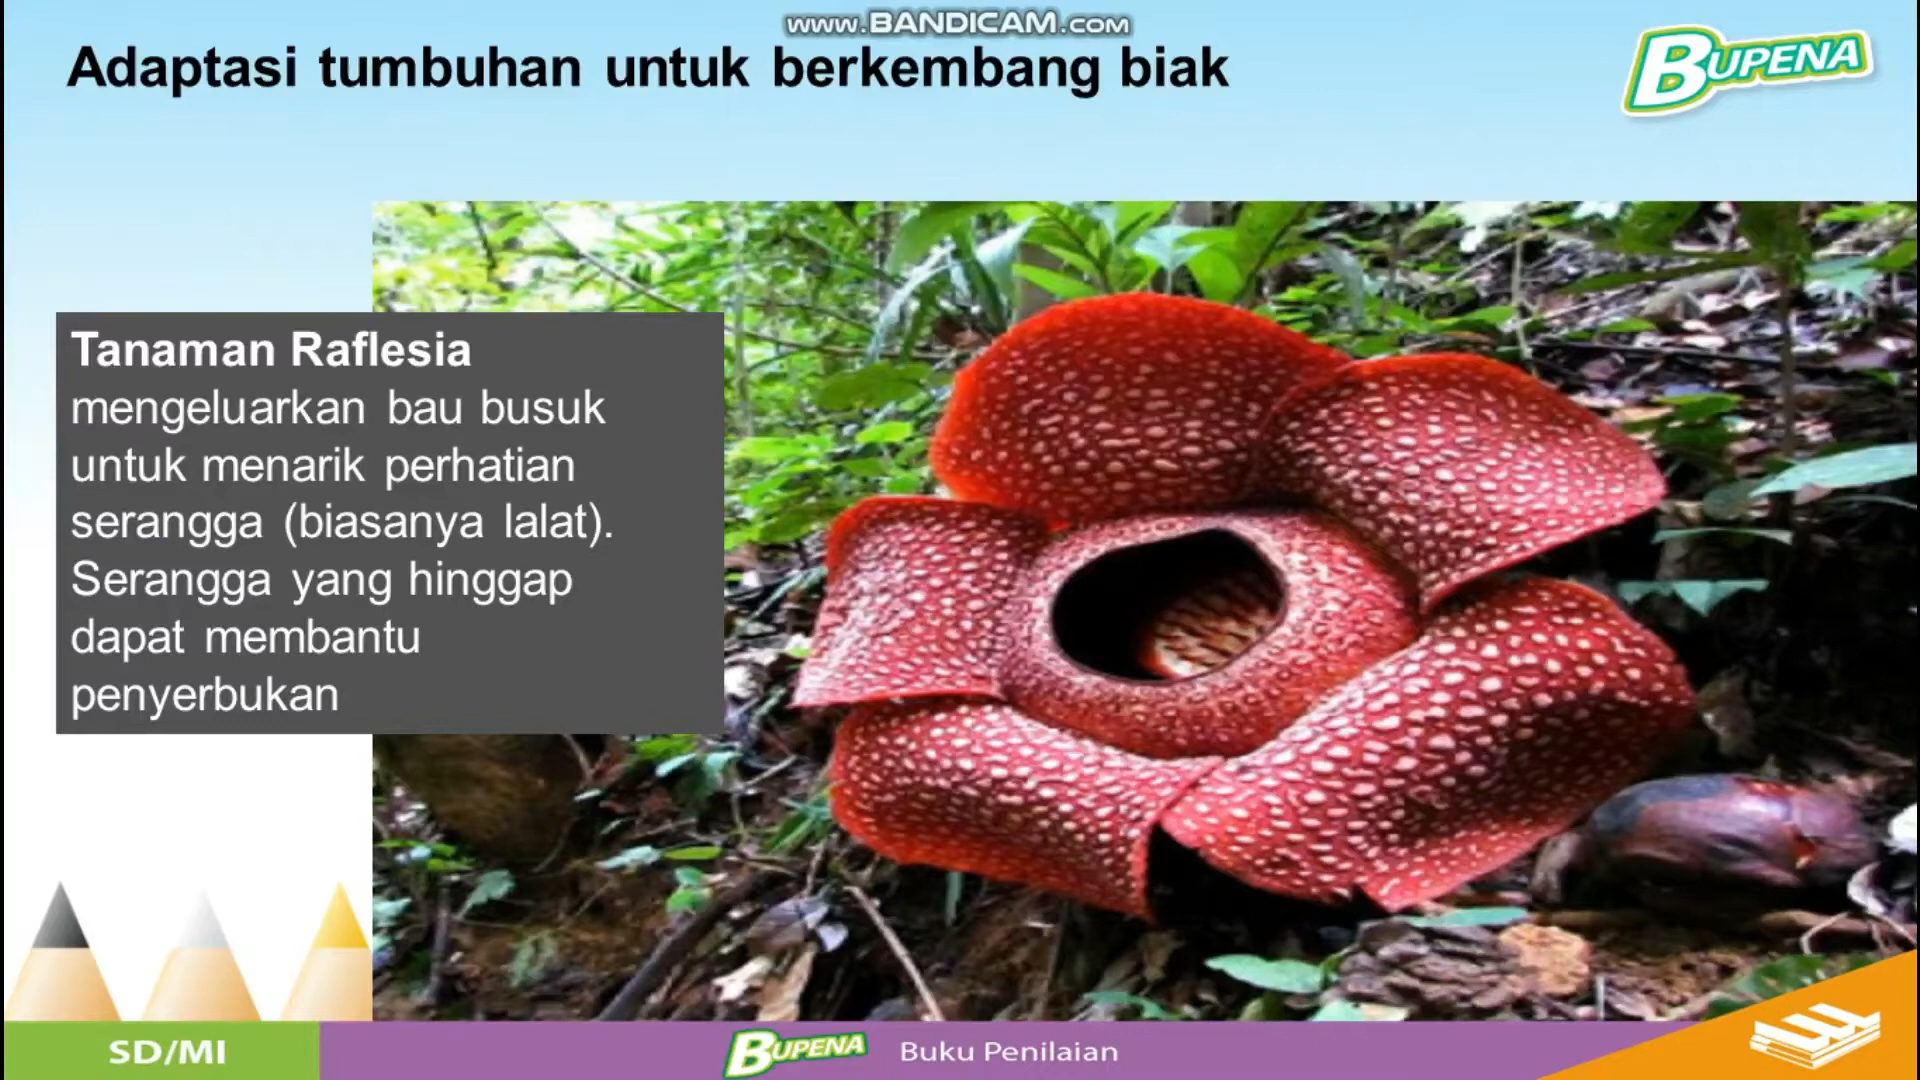 www.BANDICAM.com
Adaptasi tumbuhan untuk berkembang biak
BUPENA
Tanaman Raflesia
mengeluarkan bau busuk
untuk menarik perhatian
serangga (biasanya lalat).
Serangga yang hinggap
dapat membantu
penyerbukan
SD/MI
BUPENA
Buku Penilaian